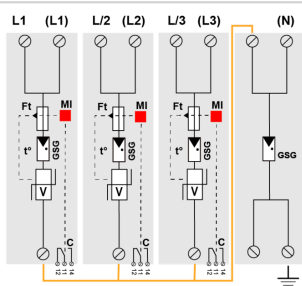 L1 (L1) L/2 (L2) L/3 (L3) (N)
Ft MI Ft MI Ft MI
t° GSG t° GSG t° GSG GSG
V V V
C C C
12 11 14 12 11 14 12 11 14